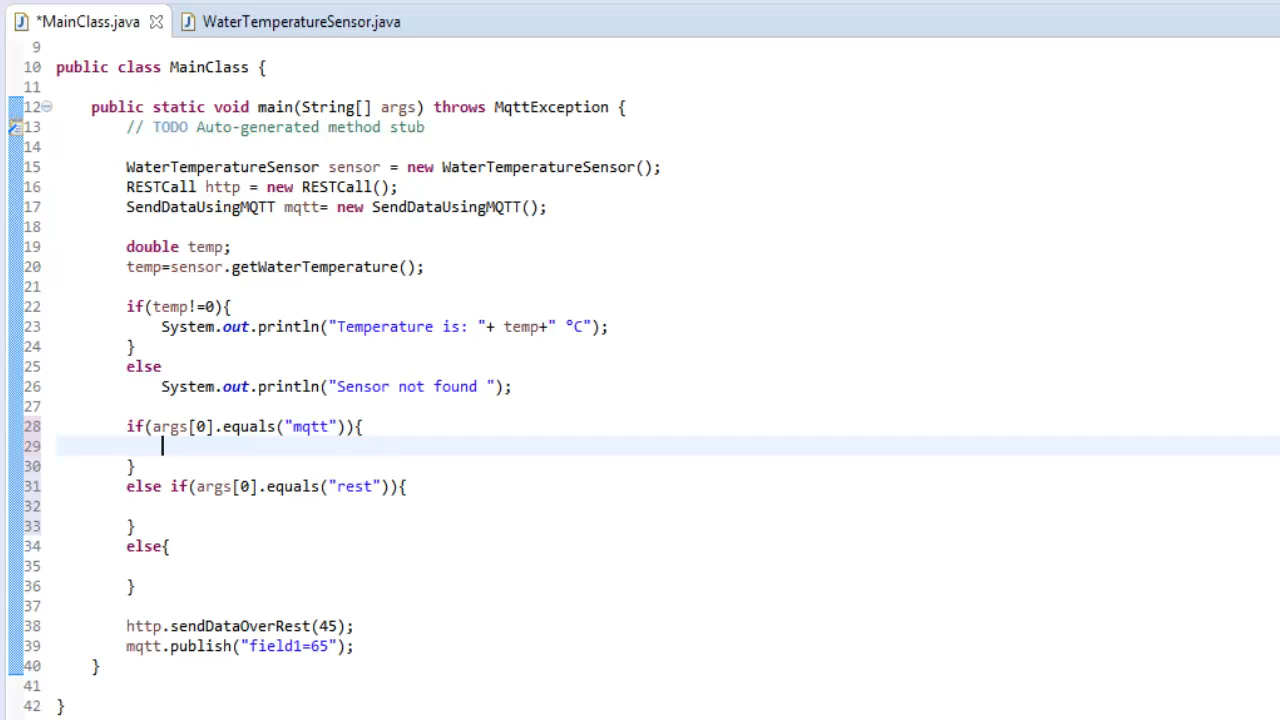 *MainClass.java WaterTemperatureSensor.java
9
10 public class MainClass {
11
12 public static void main(String[] args) throws MqttException {
13 // TODO Auto-generated method stub
14
15 WaterTemperatureSensor sensor = new WaterTemperatureSensor();
16 RESTCall http = new RESTCall();
17 SendDataUsingMQTT mqtt= new SendDataUsingMQTT();
18
19 double temp;
20 temp=sensor.getWaterTemperature();
21
22 if(temp!=0){
23 System.out.println("Temperature is: "+ temp+" °C");
24 }
25 else
26 System.out.println("Sensor not found ");
27
28 if(args[0].equals("mqtt")){
29
30 }
31 else if(args[0].equals("rest")){
32
33 }
34 else{
35
36 }
37
38 http.sendDataOverRest(45);
39 mqtt.publish("field1=65");
40 }
41
42 }